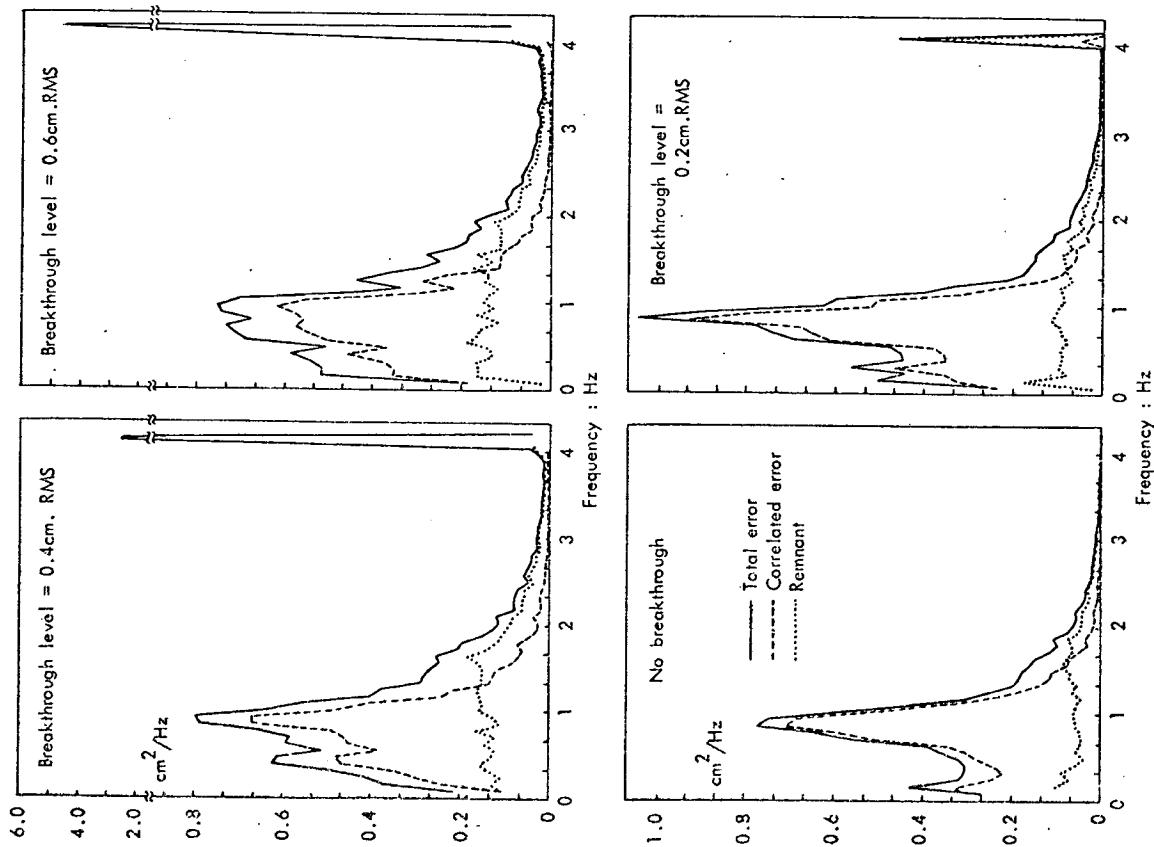 Breakthrough level = 0.4cm. RMS
cm²/Hz
6.0
2.0
0.8
0.6
0.4
0.2
0
0
1
2
3
4
Frequency : Hz
Breakthrough level = 0.6cm.RMS
0
1
2
3
4
No breakthrough
cm²/Hz
Total error
Correlated error
Remnant
1.0
0.8
0.6
0.4
0.2
0
0
1
2
3
4
Frequency : Hz
Breakthrough level =
0.2cm.RMS
0
1
2
3
4